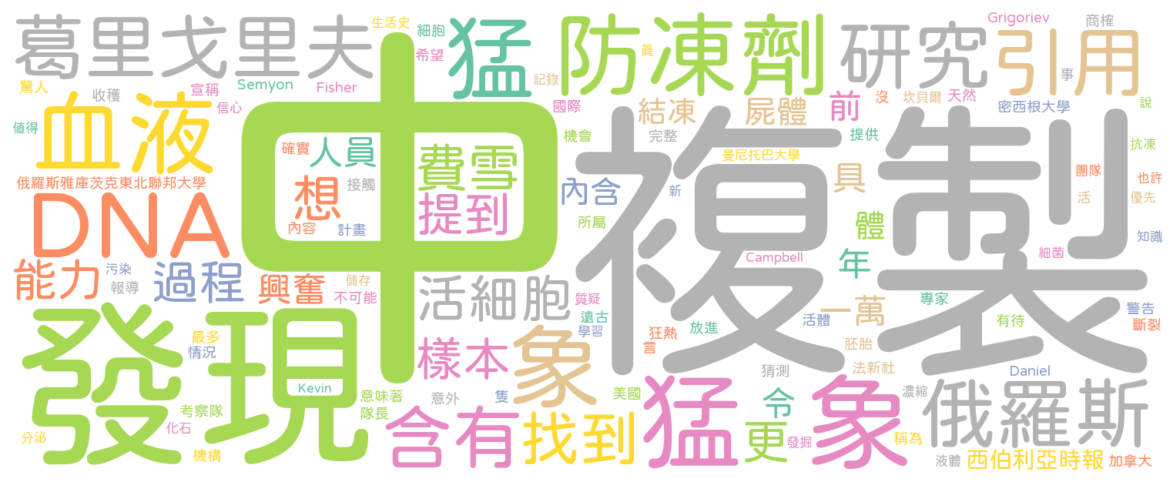 葛里戈里夫
中
猛
防凍劑
研究
引用
複製
生活史
細胞
希望
驚人
收穫
Semyon
宣稱
信心
Fisher
記錄
真
國際
Grigoriev
商榷
事
沒
坎貝爾
天然
密西根大學
說
血液
值得
結凍
屍體
前
機會
完整
提供
抗凍
俄羅斯雅庫茨克東北聯邦大學
確實
人員
想
接觸
內容
計畫
費雪
提到
內含
所屬
曼尼托巴大學
新
具
體
年
團隊
也許
活
優先
知識
DNA
能力
污染
報導
過程
興奮
儲存
不可能
活細胞
質疑
遠古
學習
Campbell
細菌
一萬
專家
警告
斷裂
發現
最多
情況
Kevin
樣本
象
狂熱
言
放進
活體
胚胎
有待
法新社
猜測
Daniel
考察隊
化石
意味著
隊長
分泌
機構
意外
隻
美國
含有
找到
猛
象
令
更
發掘
濃縮
稱為
俄羅斯
液體
西伯利亞時報
加拿大